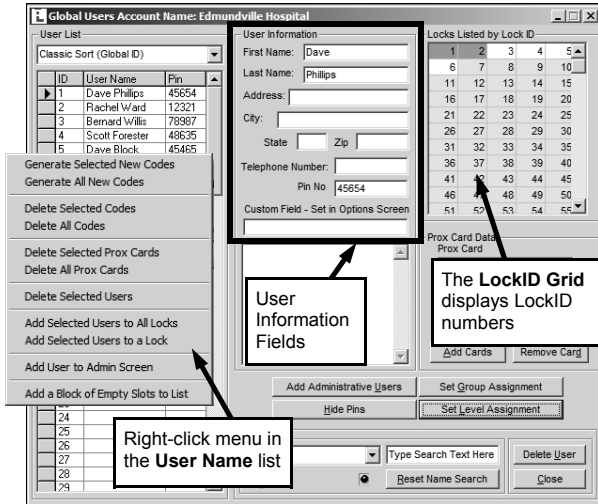 Global Users Account Name: Edmundville Hospital
User List
Classic Sort (Global ID)
ID User Name Pin
1 Dave Phillips 45654
2 Rachel Ward 12321
3 Bernard Willis 78987
4 Scott Forester 48635
5 Dave Block 45465
Generate Selected New Codes
Generate All New Codes
Delete Selected Codes
Delete All Codes
Delete Selected Prox Cards
Delete All Prox Cards
Delete Selected Users
Add Selected Users to All Locks
Add Selected Users to a Lock
Add User to Admin Screen
Add a Block of Empty Slots to List
24
25
26
27
28
29
Right-click menu in
the User Name list
User Information
First Name: Dave
Last Name: Phillips
Address:
City:
State Zip
Telephone Number:
Pin No 45654
Custom Field - Set in Options Screen
User
Information
Fields
Locks Listed by Lock ID
1 2 3 4 5
6 7 8 9 10
11 12 13 14 15
16 17 18 19 20
21 22 23 24 25
26 27 28 29 30
31 32 33 34 35
36 37 38 39 40
41 43 44 45
46 48 49 50
51 52 53 54 55
Prox Card Data
Prox Card
The LockID Grid
displays LockID
numbers
Add Cards Remove Card
Add Administrative Users Set Group Assignment
Hide Pins Set Level Assignment
Type Search Text Here Delete User
Reset Name Search Close